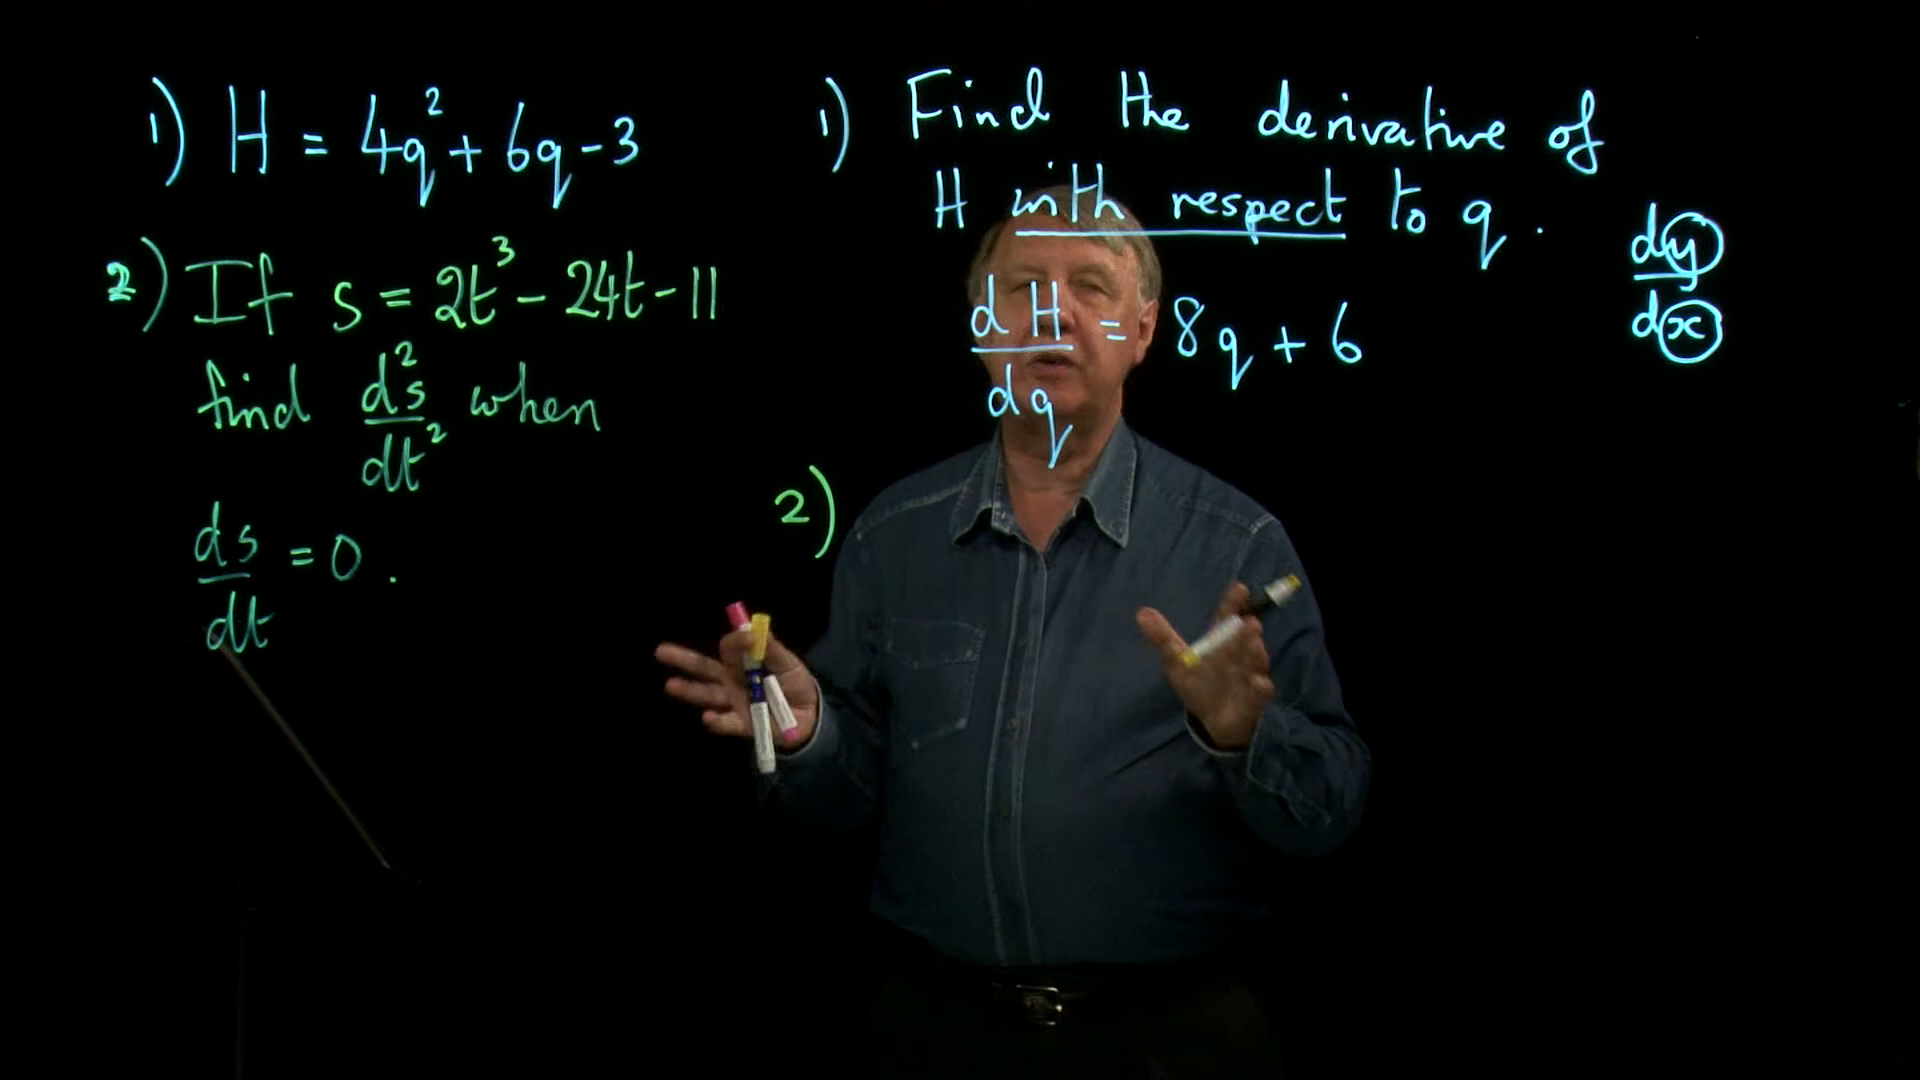 1) H = 4q² + 6q - 3
2) If s = 2t³ - 24t - 11
find d²s/dt² when
ds/dt = 0 .
1) Find the derivative of
H with respect to q .
dH/dq = 8q + 6
dy/dx
2)